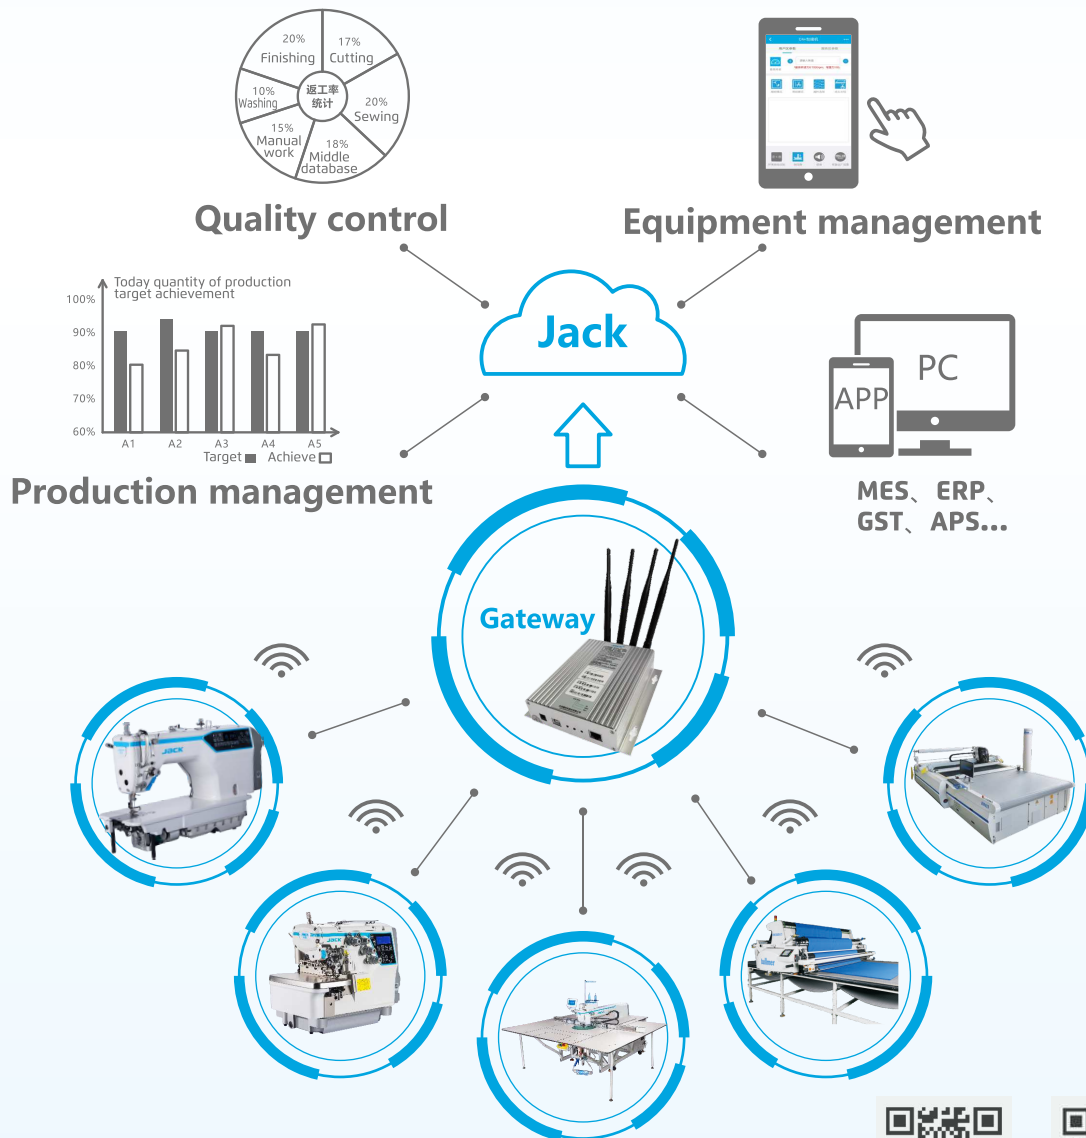 20%
Finishing
17%
Cutting
10%
Washing
返工率
统计
20%
Sewing
15%
Manual
work
18%
Middle
database
Quality control
Equipment management
Today quantity of production
target achievement
100%
90%
80%
70%
60%
A1 A2 A3 A4 A5
Target Achieve
Production management
Jack
PC
APP
MES、ERP、
GST、APS...
Gateway
JACK
JACK